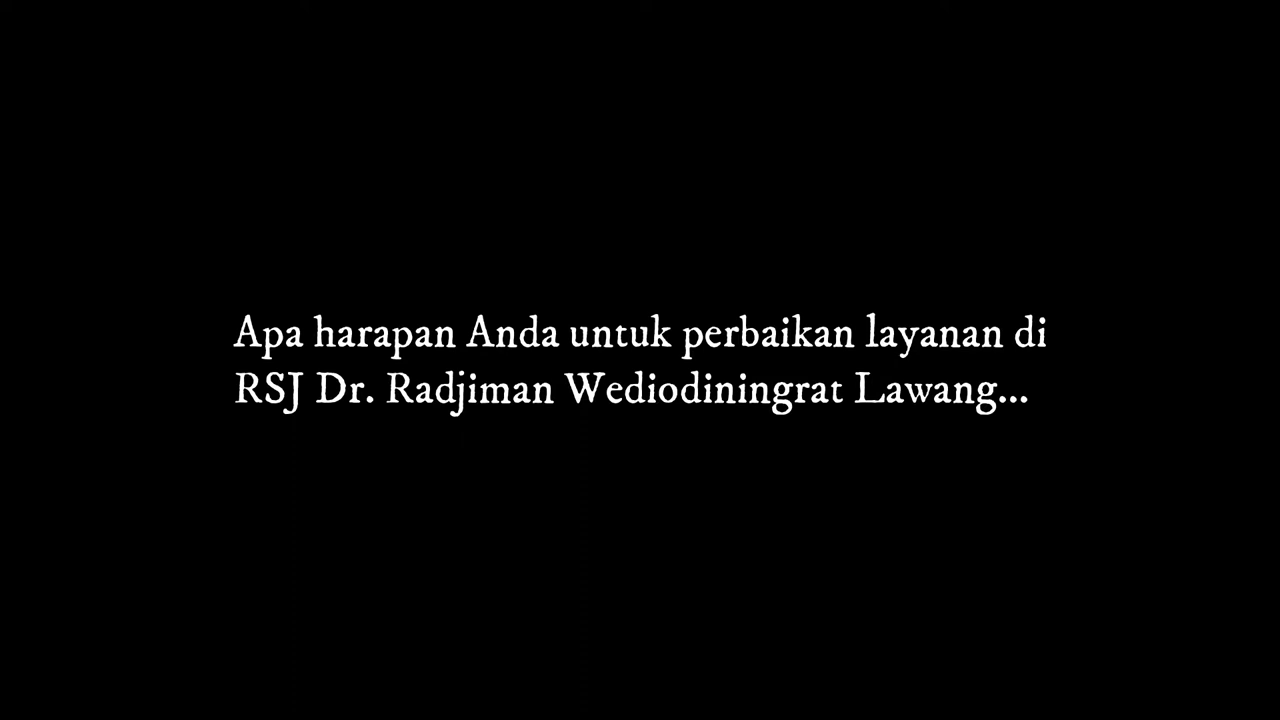 Apa harapan Anda untuk perbaikan layanan di
RSJ Dr. Radjiman Wediodiningrat Lawang...